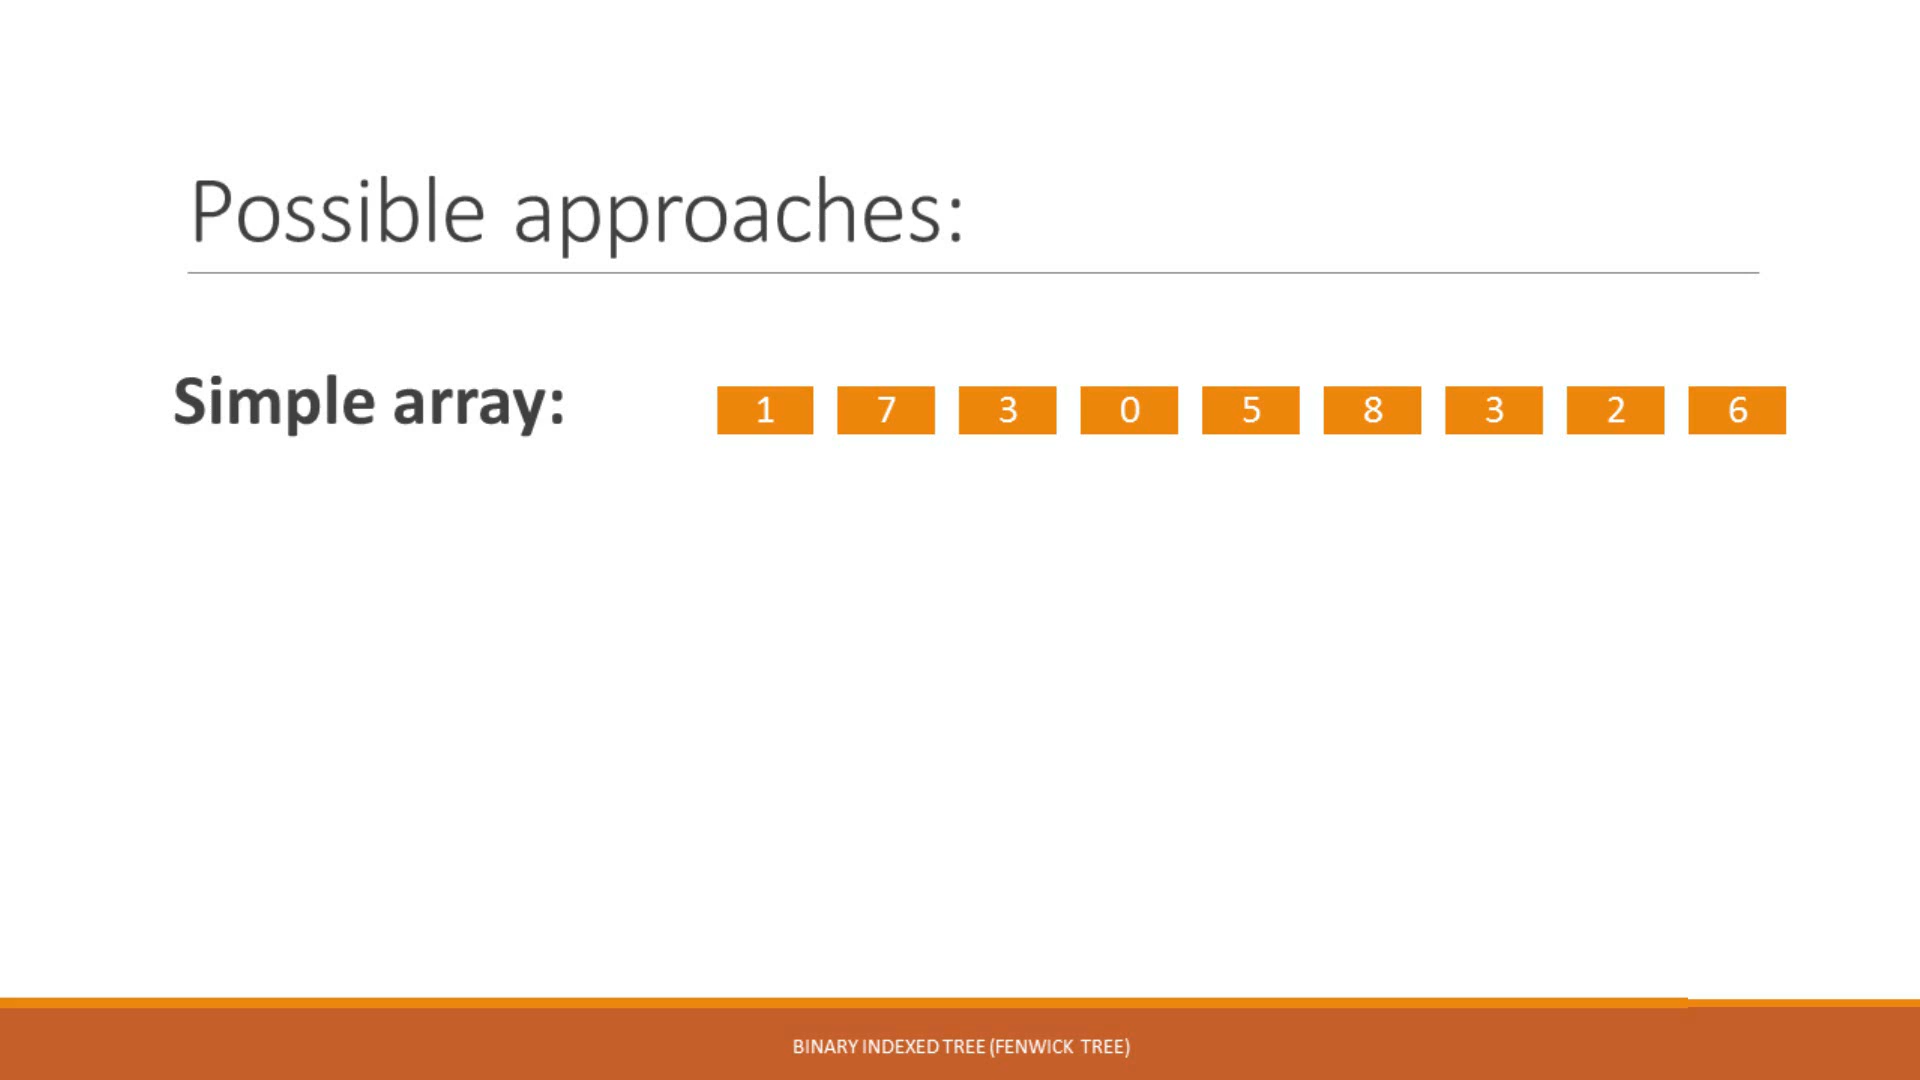 Possible approaches:
Simple array: 1 7 3 0 5 8 3 2 6
BINARY INDEXED TREE (FENWICK TREE)